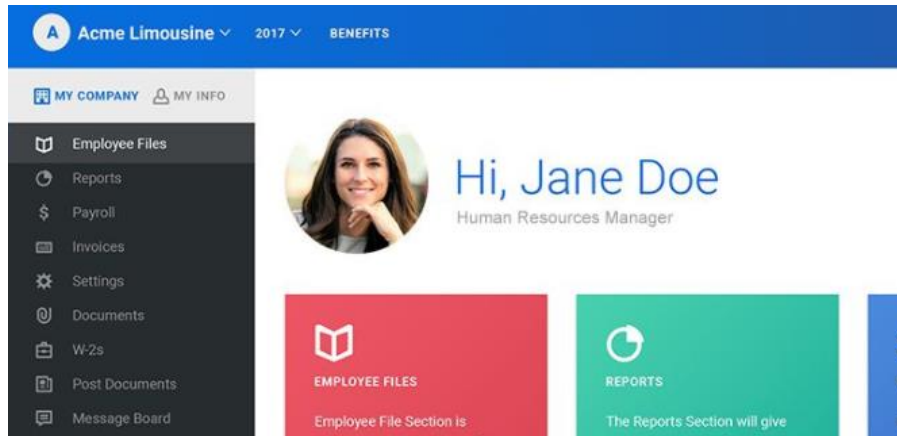 A Acme Limousine 2017 BENEFITS
MY COMPANY MY INFO
Employee Files
Reports
$ Payroll
Invoices
Settings
Documents
W-2s
Post Documents
Message Board
Hi, Jane Doe
Human Resources Manager
EMPLOYEE FILES
Employee File Section is
REPORTS
The Reports Section will give